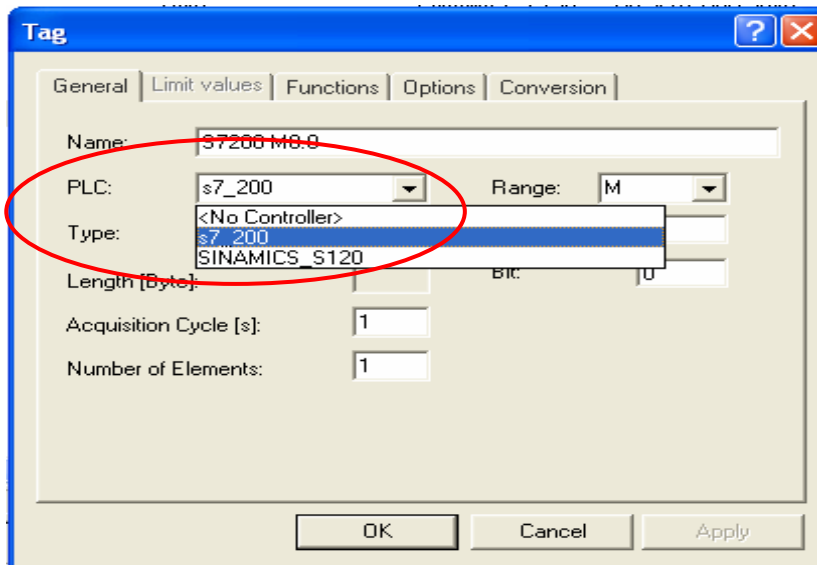 Tag
General Limit values Functions Options Conversion
Name: S7200 M0.0
PLC: s7_200 Range: M
<No Controller>
Type: s7_200
SINAMICS_S120
Length [Byte]: Bit: 0
Acquisition Cycle [s]: 1
Number of Elements: 1
OK Cancel Apply